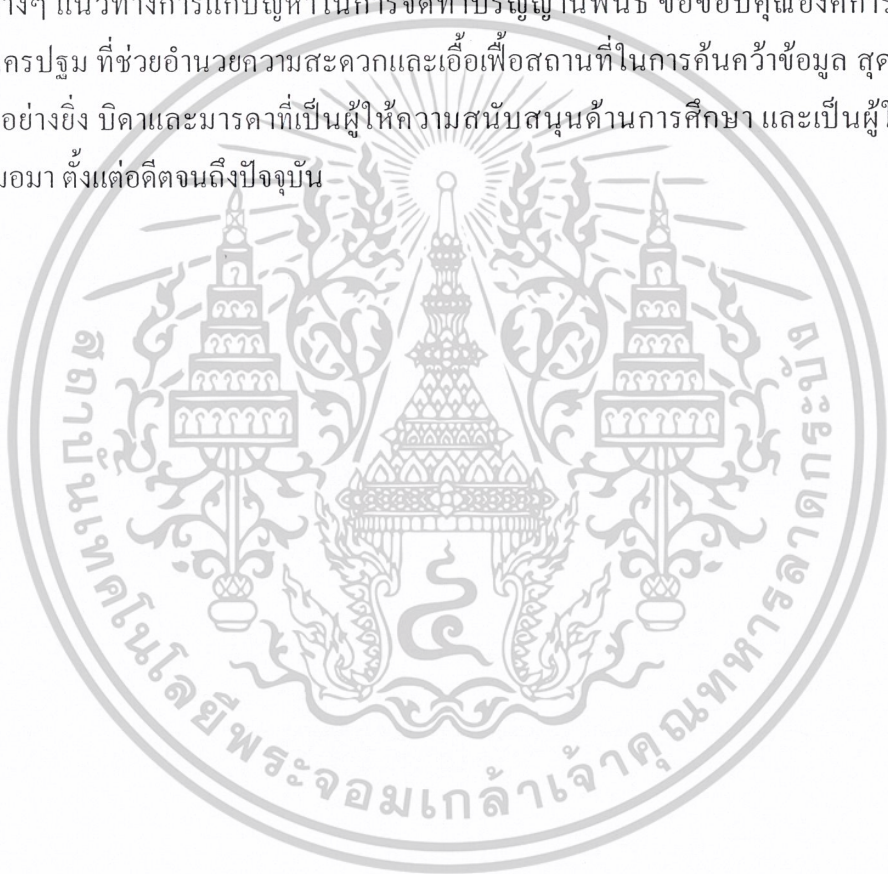 างๆ แนวทางการแก้ปัญหาในการจัดทำปริญญานิพนธ์ ขอขอบคุณองค์การ
ครปฐม ที่ช่วยอำนวยความสะดวกและเอื้อเฟื้อสถานที่ในการค้นคว้าข้อมูล สุด
อย่างยิ่ง บิดาและมารดาที่เป็นผู้ให้ความสนับสนุนด้านการศึกษา และเป็นผู้
มอมา ตั้งแต่อดีตจนถึงปัจจุบัน
สถาบันเทคโนโลยีพระจอมเกล้าเจ้าคุณทหารลาดกระบัง
๔